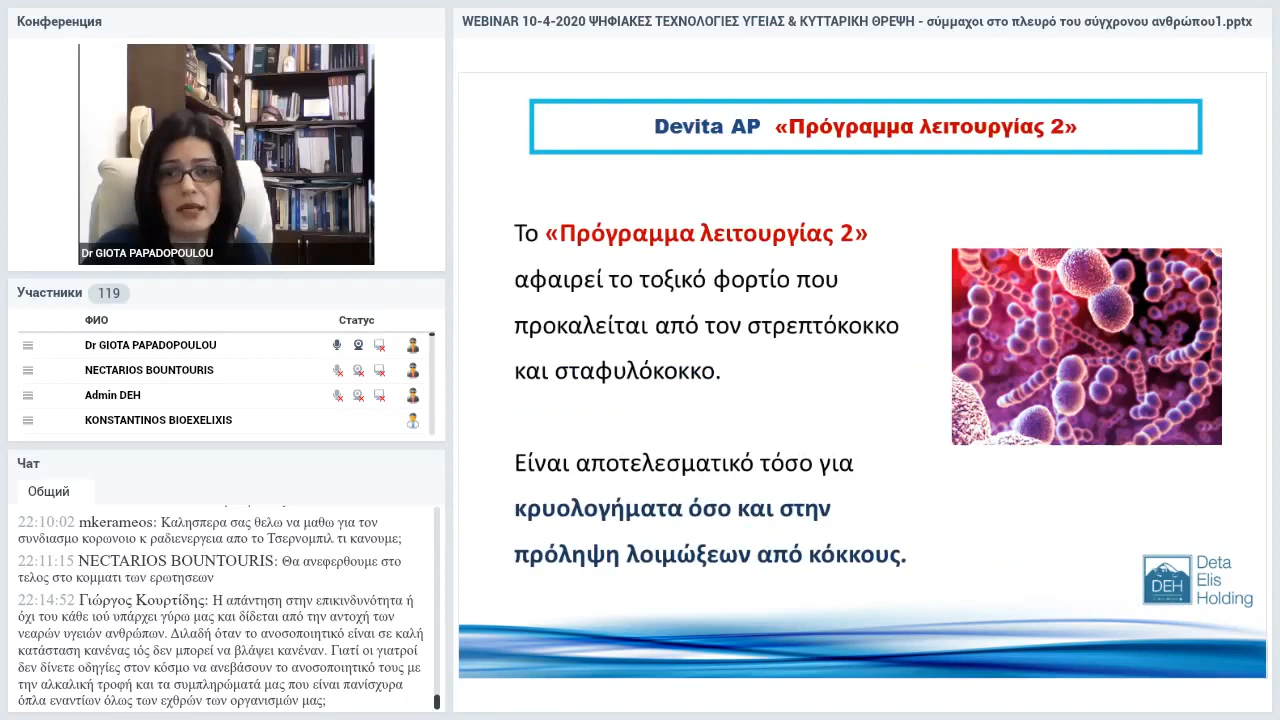 Конференция
Dr GIOTA PAPADOPOULOU
Участники 119
ФИО Статус
Dr GIOTA PAPADOPOULOU
NECTARIOS BOUNTOURIS
Admin DEH
KONSTANTINOS BIOEXELIXIS
Чат
Общий
22:10:02 mkerameos: Καλησπερα σας θελω να μαθω για τον
συνδιασμο κορωνοιο κ ραδιενεργεια απο το Τσερνομπιλ τι κανουμε;
22:11:15 NECTARIOS BOUNTOURIS: Θα ανεφερθουμε στο
τελος στο κομματι των ερωτησεων
22:14:52 Γιώργος Κουρτίδης: Η απάντηση στην επικινδυνότητα ή
όχι του κάθε ιού υπάρχει γύρω μας και δίδεται από την αντοχή των
νεαρών υγειών ανθρώπων. Διλαδή όταν το ανοσοποιητικό είναι σε καλή
κατάσταση κανένας ιός δεν μπορεί να βλάψει κανέναν. Γιατί οι γιατροί
δεν δίνετε οδηγίες στον κόσμο να ανεβάσουν το ανοσοποιητικό τους με
την αλκαλική τροφή και τα συμπληρώματά μας που είναι πανίσχυρα
όπλα εναντίων όλως των εχθρών των οργανισμών μας;
WEBINAR 10-4-2020 ΨΗΦΙΑΚΕΣ ΤΕΧΝΟΛΟΓΙΕΣ ΥΓΕΙΑΣ & ΚΥΤΤΑΡΙΚΗ ΘΡΕΨΗ - σύμμαχοι στο πλευρό του σύγχρονου ανθρώπου1.pptx
Devita AP «Πρόγραμμα λειτουργίας 2»
Το «Πρόγραμμα λειτουργίας 2»
αφαιρεί το τοξικό φορτίο που
προκαλείται από τον στρεπτόκοκκο
και σταφυλόκοκκο.
Είναι αποτελεσματικό τόσο για
κρυολογήματα όσο και στην
πρόληψη λοιμώξεων από κόκκους.
DEH
Deta
Elis
Holding